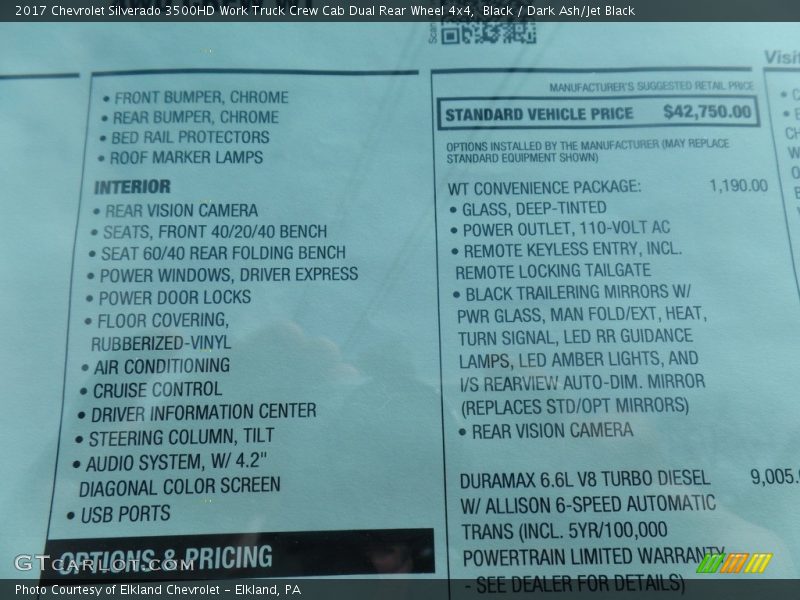 2017 Chevrolet Silverado 3500HD Work Truck Crew Cab Dual Rear Wheel 4x4, Black / Dark Ash/Jet Black
• FRONT BUMPER, CHROME
• REAR BUMPER, CHROME
• BED RAIL PROTECTORS
• ROOF MARKER LAMPS
INTERIOR
• REAR VISION CAMERA
• SEATS, FRONT 40/20/40 BENCH
• SEAT 60/40 REAR FOLDING BENCH
• POWER WINDOWS, DRIVER EXPRESS
• POWER DOOR LOCKS
• FLOOR COVERING,
RUBBERIZED-VINYL
• AIR CONDITIONING
• CRUISE CONTROL
• DRIVER INFORMATION CENTER
• STEERING COLUMN, TILT
• AUDIO SYSTEM, W/ 4.2"
DIAGONAL COLOR SCREEN
• USB PORTS
OPTIONS & PRICING
MANUFACTURER'S SUGGESTED RETAIL PRICE
STANDARD VEHICLE PRICE $42,750.00
OPTIONS INSTALLED BY THE MANUFACTURER (MAY REPLACE
STANDARD EQUIPMENT SHOWN)
WT CONVENIENCE PACKAGE: 1,190.00
• GLASS, DEEP-TINTED
• POWER OUTLET, 110-VOLT AC
• REMOTE KEYLESS ENTRY, INCL.
REMOTE LOCKING TAILGATE
• BLACK TRAILERING MIRRORS W/
PWR GLASS, MAN FOLD/EXT, HEAT,
TURN SIGNAL, LED RR GUIDANCE
LAMPS, LED AMBER LIGHTS, AND
I/S REARVIEW AUTO-DIM. MIRROR
(REPLACES STD/OPT MIRRORS)
• REAR VISION CAMERA
DURAMAX 6.6L V8 TURBO DIESEL 9,005.0
W/ ALLISON 6-SPEED AUTOMATIC
TRANS (INCL. 5YR/100,000
POWERTRAIN LIMITED WARRANTY
- SEE DEALER FOR DETAILS)
GTCARLOT.COM
Photo Courtesy of Elkland Chevrolet - Elkland, PA